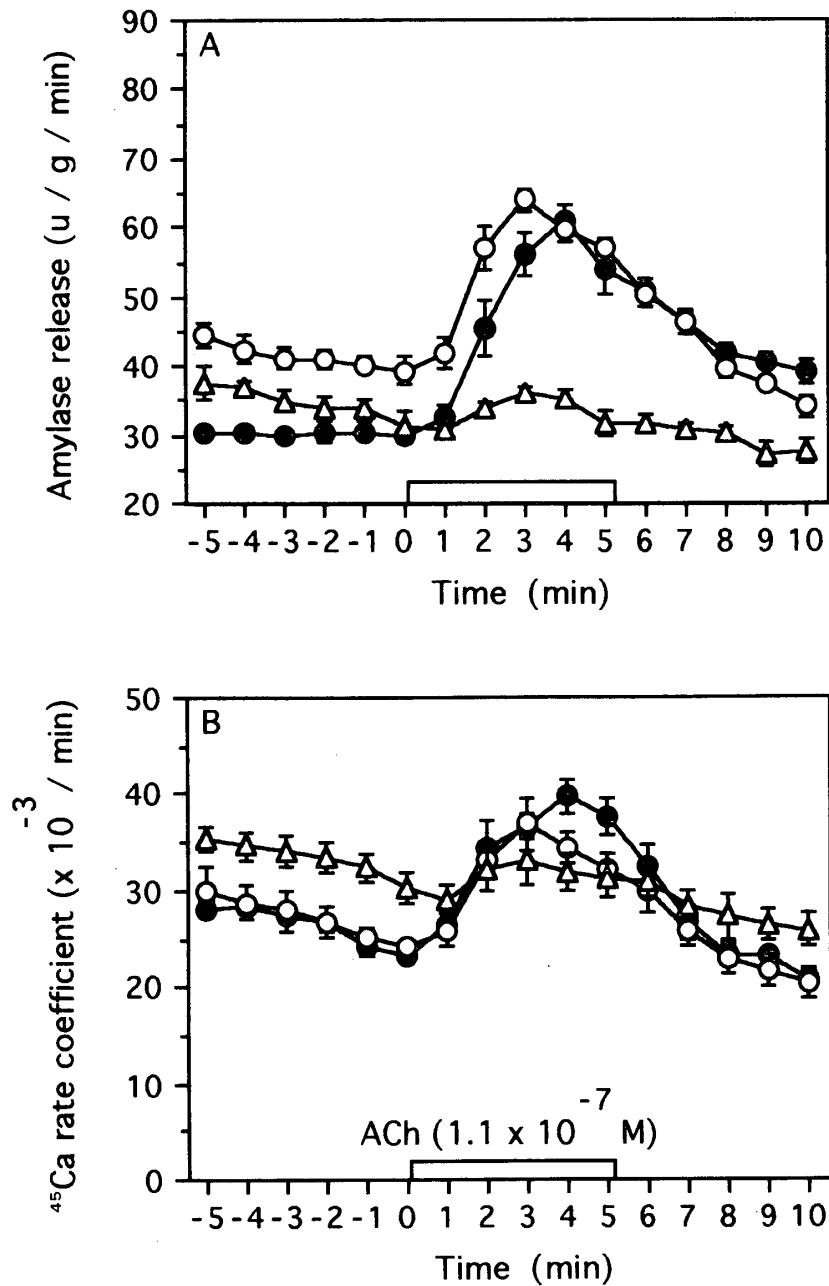 A
Amylase release (u / g / min)
90
80
70
60
50
40
30
20
-5 -4 -3 -2 -1 0 1 2 3 4 5 6 7 8 9 10
Time (min)
B
⁴⁵Ca rate coefficient (x 10⁻³ / min)
50
40
30
20
10
0
ACh (1.1 x 10⁻⁷ M)
-5 -4 -3 -2 -1 0 1 2 3 4 5 6 7 8 9 10
Time (min)